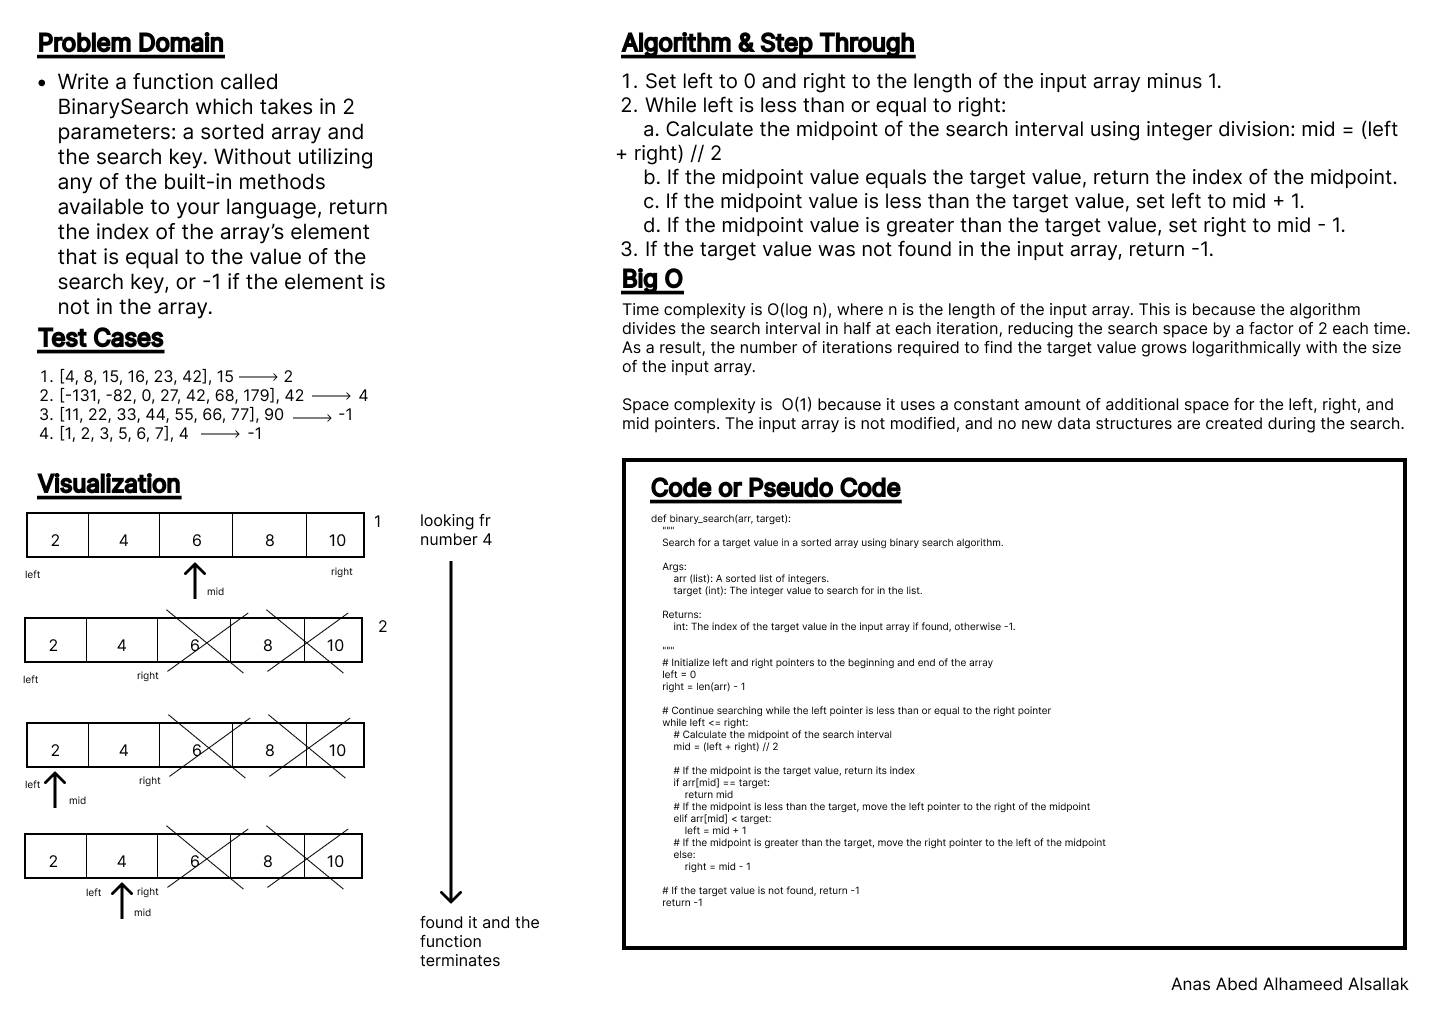 Problem Domain
• Write a function called
BinarySearch which takes in 2
parameters: a sorted array and
the search key. Without utilizing
any of the built-in methods
available to your language, return
the index of the array’s element
that is equal to the value of the
search key, or -1 if the element is
not in the array.
Test Cases
1. [4, 8, 15, 16, 23, 42], 15 ⟶ 2
2. [-131, -82, 0, 27, 42, 68, 179], 42 ⟶ 4
3. [11, 22, 33, 44, 55, 66, 77], 90 ⟶ -1
4. [1, 2, 3, 5, 6, 7], 4 ⟶ -1
Visualization
2 4 6 8 10 1
left mid right
2 4 6 8 10 2
left right
2 4 6 8 10
left mid right
2 4 6 8 10
left right
mid
looking fr
number 4
found it and the
function
terminates
Algorithm & Step Through
1. Set left to 0 and right to the length of the input array minus 1.
2. While left is less than or equal to right:
a. Calculate the midpoint of the search interval using integer division: mid = (left
+ right) // 2
b. If the midpoint value equals the target value, return the index of the midpoint.
c. If the midpoint value is less than the target value, set left to mid + 1.
d. If the midpoint value is greater than the target value, set right to mid - 1.
3. If the target value was not found in the input array, return -1.
Big O
Time complexity is O(log n), where n is the length of the input array. This is because the algorithm
divides the search interval in half at each iteration, reducing the search space by a factor of 2 each time.
As a result, the number of iterations required to find the target value grows logarithmically with the size
of the input array.
Space complexity is  O(1) because it uses a constant amount of additional space for the left, right, and
mid pointers. The input array is not modified, and no new data structures are created during the search.
Code or Pseudo Code
def binary_search(arr, target):
"""
Search for a target value in a sorted array using binary search algorithm.
Args:
arr (list): A sorted list of integers.
target (int): The integer value to search for in the list.
Returns:
int: The index of the target value in the input array if found, otherwise -1.
"""
# Initialize left and right pointers to the beginning and end of the array
left = 0
right = len(arr) - 1
# Continue searching while the left pointer is less than or equal to the right pointer
while left <= right:
# Calculate the midpoint of the search interval
mid = (left + right) // 2
# If the midpoint is the target value, return its index
if arr[mid] == target:
return mid
# If the midpoint is less than the target, move the left pointer to the right of the midpoint
elif arr[mid] < target:
left = mid + 1
# If the midpoint is greater than the target, move the right pointer to the left of the midpoint
else:
right = mid - 1
# If the target value is not found, return -1
return -1
Anas Abed Alhameed Alsallak